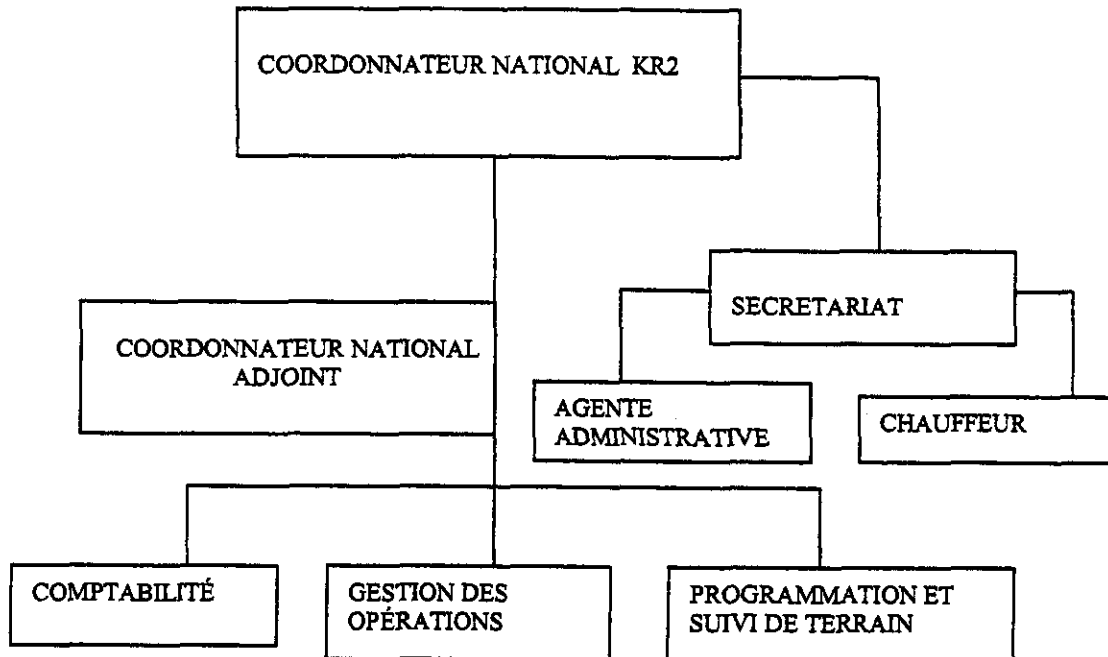 COORDONNATEUR NATIONAL KR2
SECRETARIAT
COORDONNATEUR NATIONAL
ADJOINT
AGENTE
ADMINISTRATIVE
CHAUFFEUR
COMPTABILITÉ
GESTION DES
OPÉRATIONS
PROGRAMMATION ET
SUIVI DE TERRAIN